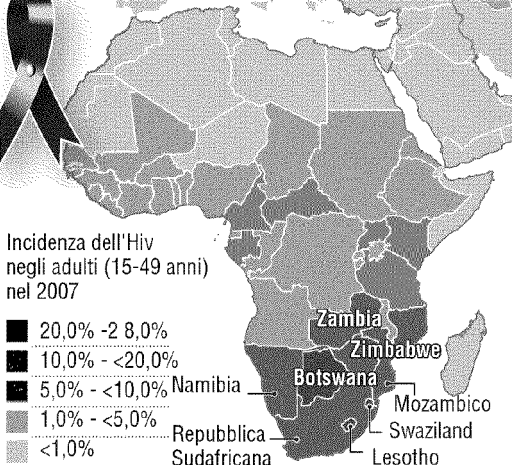 Incidenza dell'Hiv
negli adulti (15-49 anni)
nel 2007
20,0% -2 8,0%
10,0% - <20,0%
5,0% - <10,0%
1,0% - <5,0%
<1,0%
Zambia
Zimbabwe
Botswana
Namibia
Mozambico
Swaziland
Lesotho
Repubblica
Sudafricana